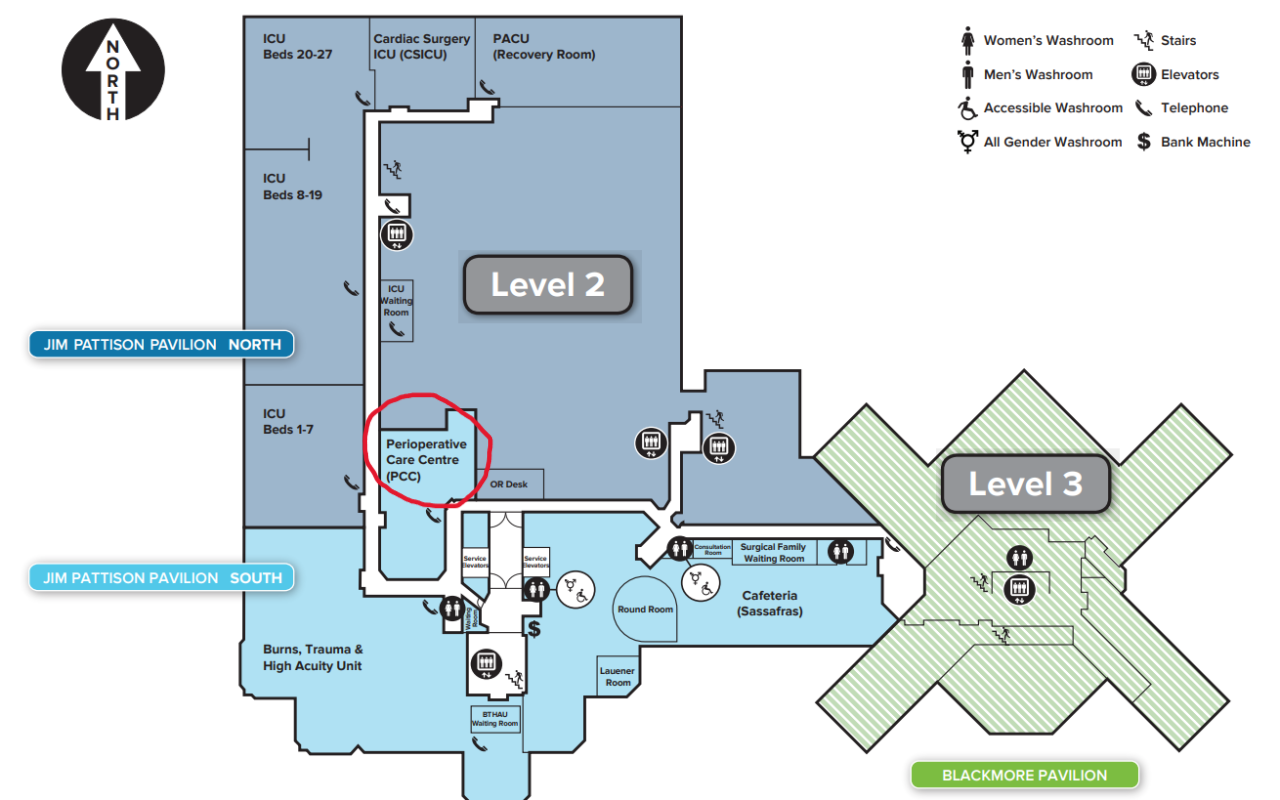 NORTH
ICU
Beds 20-27
Cardiac Surgery
ICU (CSICU)
PACU
(Recovery Room)
Women's Washroom
Stairs
Men's Washroom
Elevators
Accessible Washroom
Telephone
All Gender Washroom
$ Bank Machine
ICU
Beds 8-19
Level 2
ICU
Waiting
Room
JIM PATTISON PAVILION NORTH
ICU
Beds 1-7
Perioperative
Care Centre
(PCC)
OR Desk
Level 3
JIM PATTISON PAVILION SOUTH
Service
Elevators
Service
Elevators
Consultation
Room
Surgical Family
Waiting Room
Waiting
Room
Round Room
Cafeteria
(Sassafras)
$
Burns, Trauma &
High Acuity Unit
Lauener
Room
BTHAU
Waiting Room
BLACKMORE PAVILION